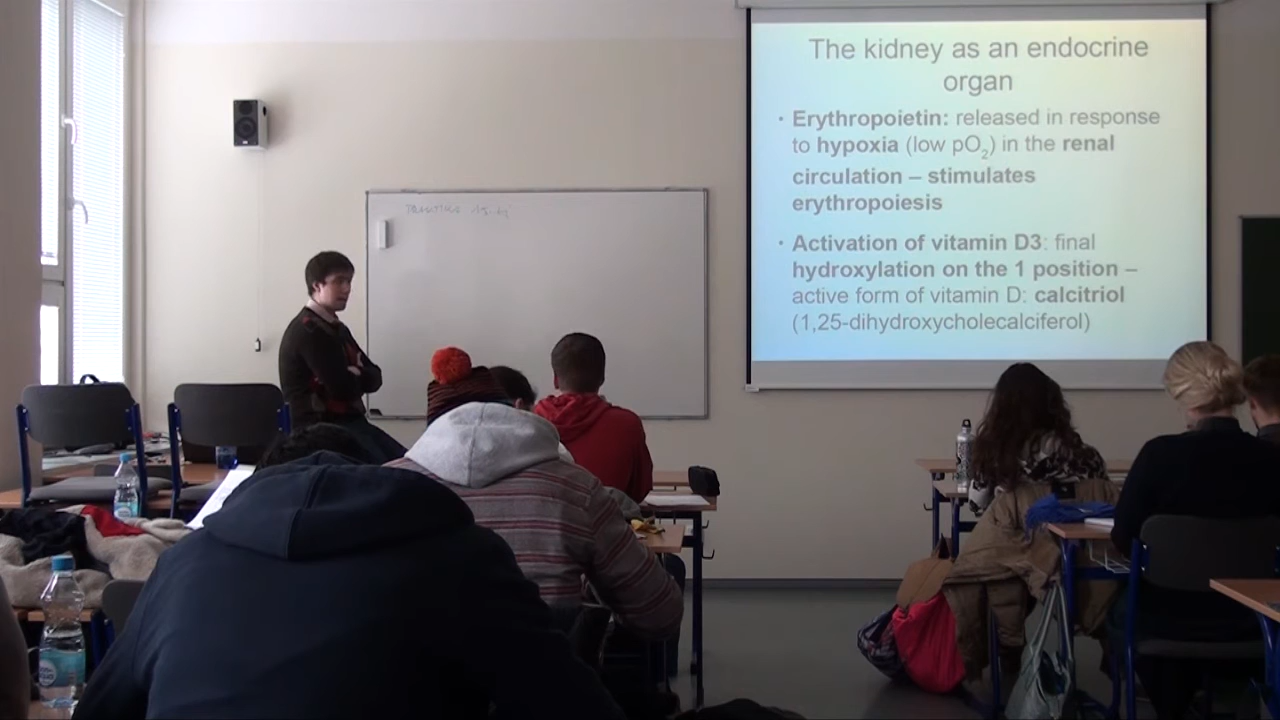 The kidney as an endocrine
organ
• Erythropoietin: released in response
to hypoxia (low pO2) in the renal
circulation – stimulates
erythropoiesis
• Activation of vitamin D3: final
hydroxylation on the 1 position –
active form of vitamin D: calcitriol
(1,25-dihydroxycholecalciferol)